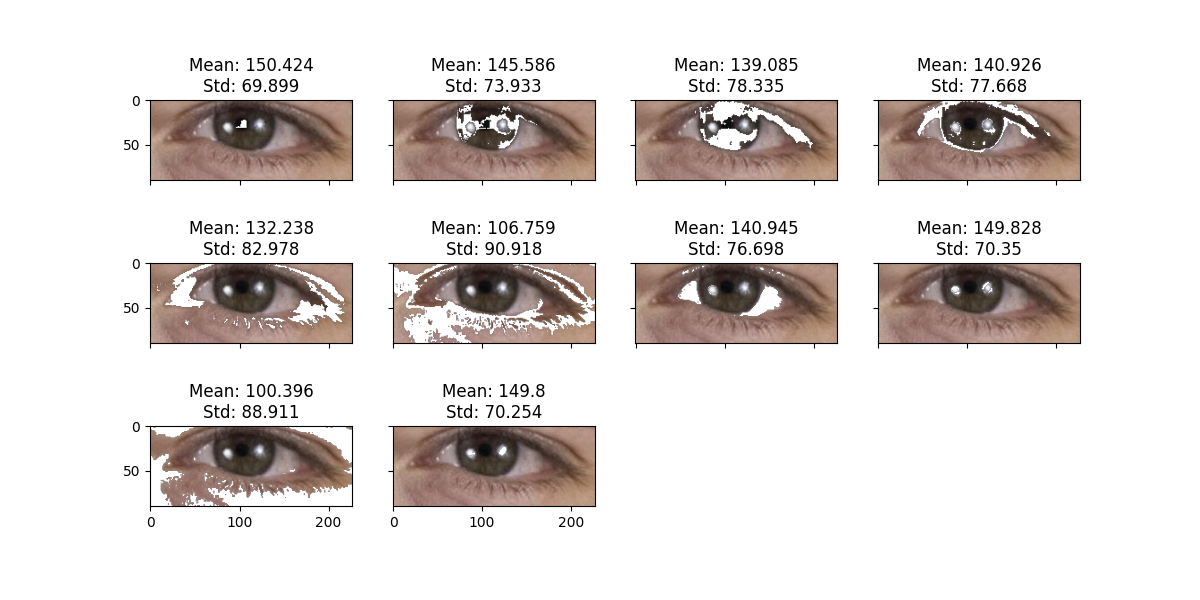 Mean: 150.424
Std: 69.899
Mean: 145.586
Std: 73.933
Mean: 139.085
Std: 78.335
Mean: 140.926
Std: 77.668
0
50
Mean: 132.238
Std: 82.978
Mean: 106.759
Std: 90.918
Mean: 140.945
Std: 76.698
Mean: 149.828
Std: 70.35
0
50
Mean: 100.396
Std: 88.911
Mean: 149.8
Std: 70.254
0
50
0 100 200
0 100 200